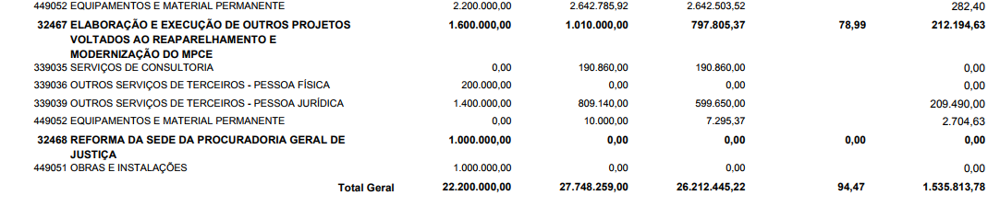 449052 EQUIPAMENTOS E MATERIAL PERMANENTE 2.200.000,00 2.642.785,92 2.642.503,52 282,40
32467 ELABORAÇÃO E EXECUÇÃO DE OUTROS PROJETOS 1.600.000,00 1.010.000,00 797.805,37 78,99 212.194,63
VOLTADOS AO REAPARELHAMENTO E
MODERNIZAÇÃO DO MPCE
339035 SERVIÇOS DE CONSULTORIA 0,00 190.860,00 190.860,00 0,00
339036 OUTROS SERVIÇOS DE TERCEIROS - PESSOA FÍSICA 200.000,00 0,00 0,00 0,00
339039 OUTROS SERVIÇOS DE TERCEIROS - PESSOA JURÍDICA 1.400.000,00 809.140,00 599.650,00 209.490,00
449052 EQUIPAMENTOS E MATERIAL PERMANENTE 0,00 10.000,00 7.295,37 2.704,63
32468 REFORMA DA SEDE DA PROCURADORIA GERAL DE 1.000.000,00 0,00 0,00 0,00 0,00
JUSTIÇA
449051 OBRAS E INSTALAÇÕES 1.000.000,00 0,00 0,00 0,00
Total Geral 22.200.000,00 27.748.259,00 26.212.445,22 94,47 1.535.813,78